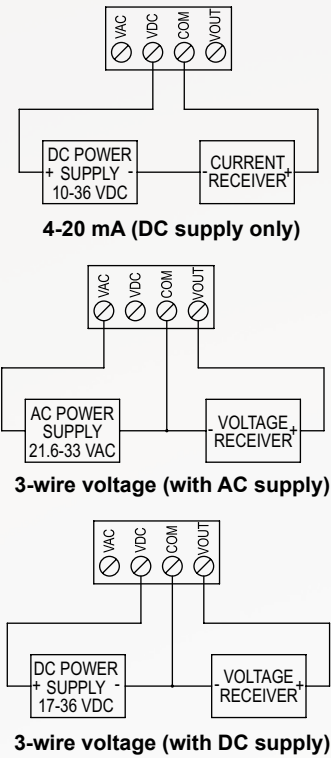 VAC VDC COM VOUT
DC POWER
+ SUPPLY -
10-36 VDC
CURRENT
- RECEIVER +
4-20 mA (DC supply only)
VAC VDC COM VOUT
AC POWER
SUPPLY
21.6-33 VAC
- VOLTAGE +
RECEIVER
3-wire voltage (with AC supply)
VAC VDC COM VOUT
DC POWER
+ SUPPLY -
17-36 VDC
- VOLTAGE +
RECEIVER
3-wire voltage (with DC supply)